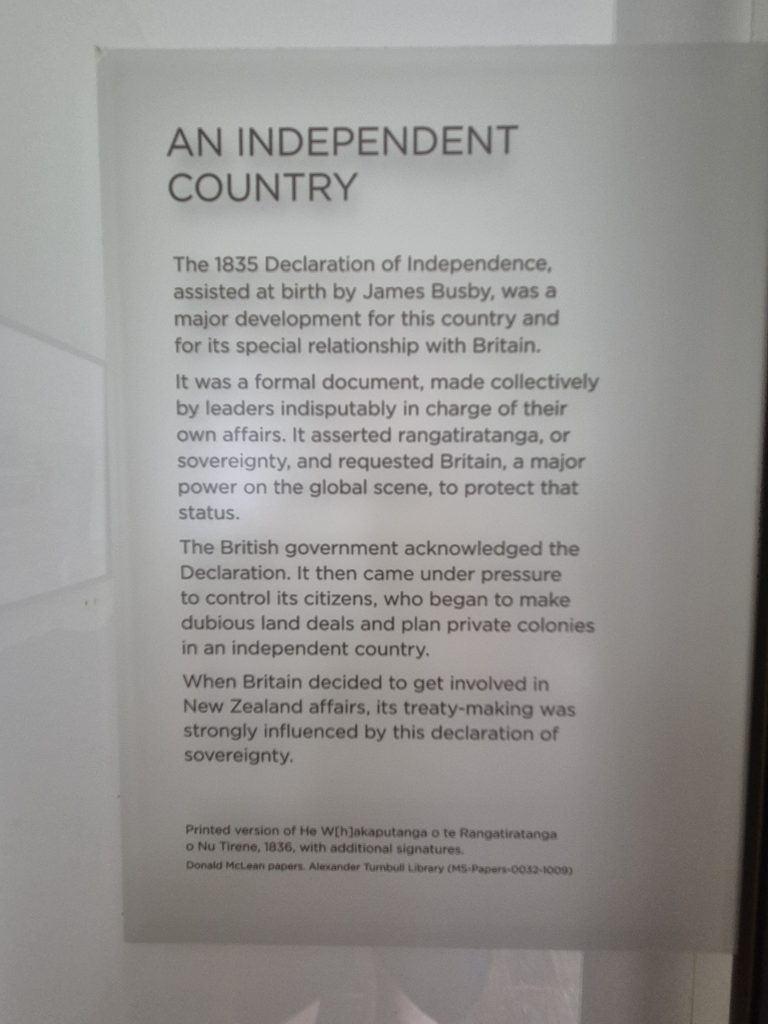 AN INDEPENDENT
COUNTRY
The 1835 Declaration of Independence,
assisted at birth by James Busby, was a
major development for this country and
for its special relationship with Britain.
It was a formal document, made collectively
by leaders indisputably in charge of their
own affairs. It asserted rangatiratanga, or
sovereignty, and requested Britain, a major
power on the global scene, to protect that
status.
The British government acknowledged the
Declaration. It then came under pressure
to control its citizens, who began to make
dubious land deals and plan private colonies
in an independent country.
When Britain decided to get involved in
New Zealand affairs, its treaty-making was
strongly influenced by this declaration of
sovereignty.
Printed version of He W[h]akaputanga o te Rangatiratanga
o Nu Tirene, 1836, with additional signatures.
Donald McLean papers. Alexander Turnbull Library (MS-Papers-0032-1009)